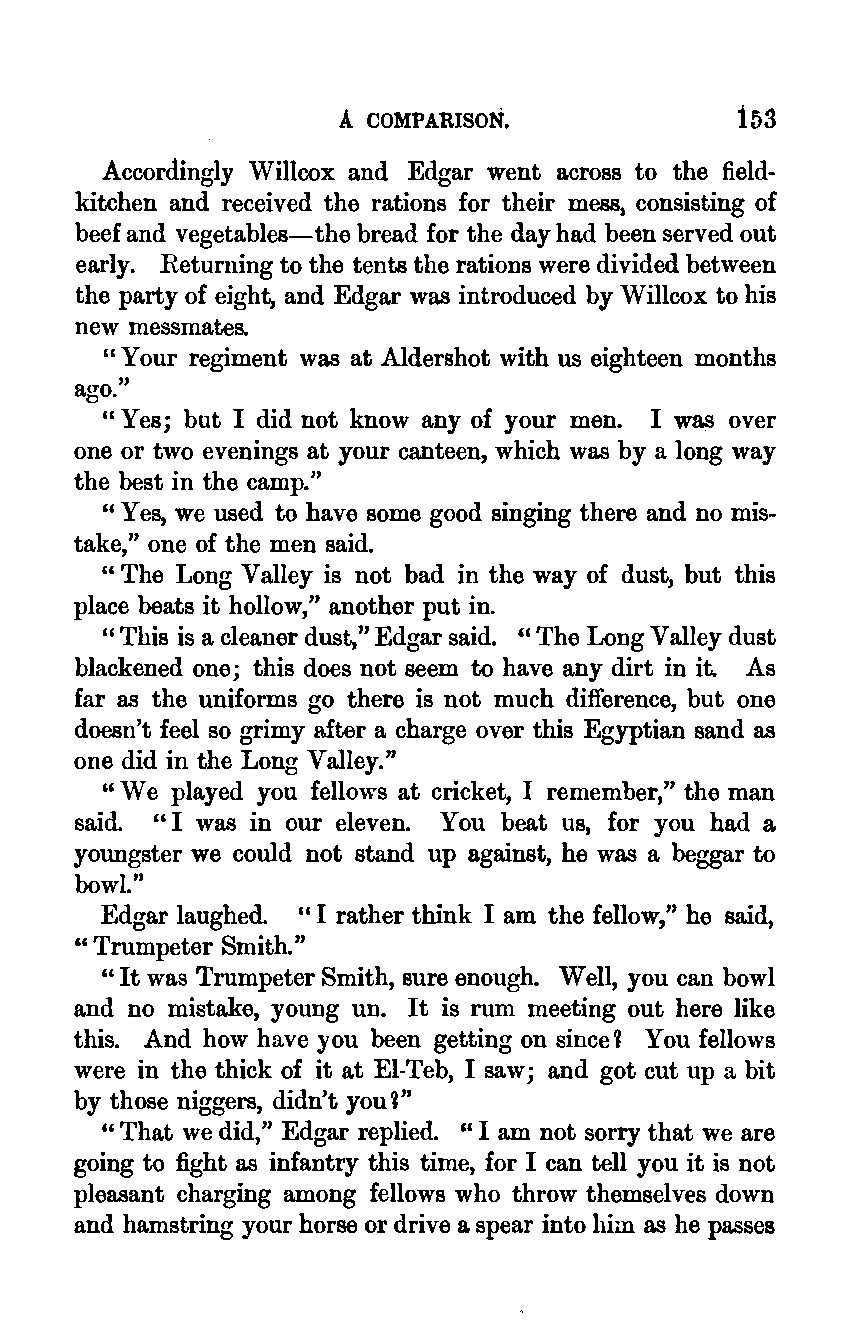 A COMPARISON. 153
Accordingly Willcox and Edgar went across to the field-
kitchen and received the rations for their mess, consisting of
beef and vegetables—the bread for the day had been served out
early. Returning to the tents the rations were divided between
the party of eight, and Edgar was introduced by Willcox to his
new messmates.
"Your regiment was at Aldershot with us eighteen months
ago."
"Yes; but I did not know any of your men. I was over
one or two evenings at your canteen, which was by a long way
the best in the camp."
"Yes, we used to have some good singing there and no mis-
take," one of the men said.
"The Long Valley is not bad in the way of dust, but this
place beats it hollow," another put in.
"This is a cleaner dust," Edgar said. "The Long Valley dust
blackened one; this does not seem to have any dirt in it. As
far as the uniforms go there is not much difference, but one
doesn't feel so grimy after a charge over this Egyptian sand as
one did in the Long Valley."
"We played you fellows at cricket, I remember," the man
said. "I was in our eleven. You beat us, for you had a
youngster we could not stand up against, he was a beggar to
bowl."
Edgar laughed. "I rather think I am the fellow," he said,
"Trumpeter Smith."
"It was Trumpeter Smith, sure enough. Well, you can bowl
and no mistake, young un. It is rum meeting out here like
this. And how have you been getting on since? You fellows
were in the thick of it at El-Teb, I saw; and got cut up a bit
by those niggers, didn't you?"
"That we did," Edgar replied. "I am not sorry that we are
going to fight as infantry this time, for I can tell you it is not
pleasant charging among fellows who throw themselves down
and hamstring your horse or drive a spear into him as he passes